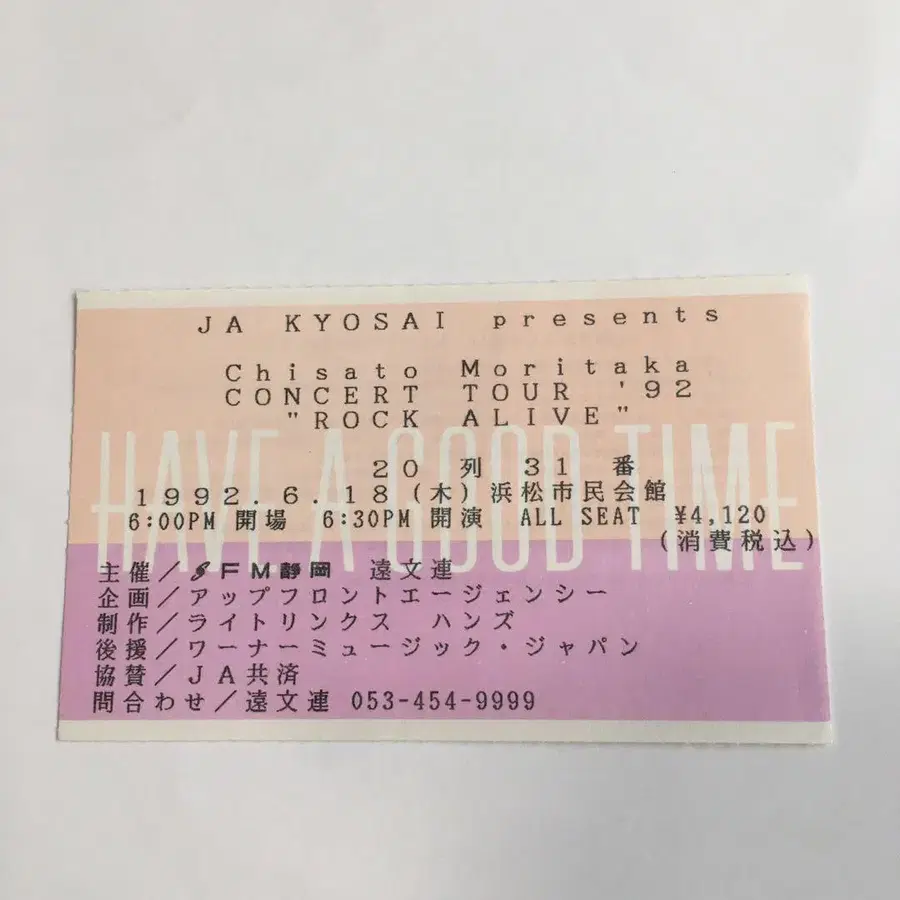 JA KYOSAI presents
Chisato Moritaka
CONCERT TOUR '92
"ROCK ALIVE"
HAVE A GOOD TIME
20 列 31 番
1992.6.18(木)浜松市民会館
6:00PM 開場 6:30PM 開演 ALL SEAT ¥4,120
(消費税込)
主催/FM静岡 遠文連
企画/アップフロントエージェンシー
制作/ライトリンクス ハンズ
後援/ワーナーミュージック・ジャパン
協賛/JA共済
問合わせ/遠文連 053-454-9999